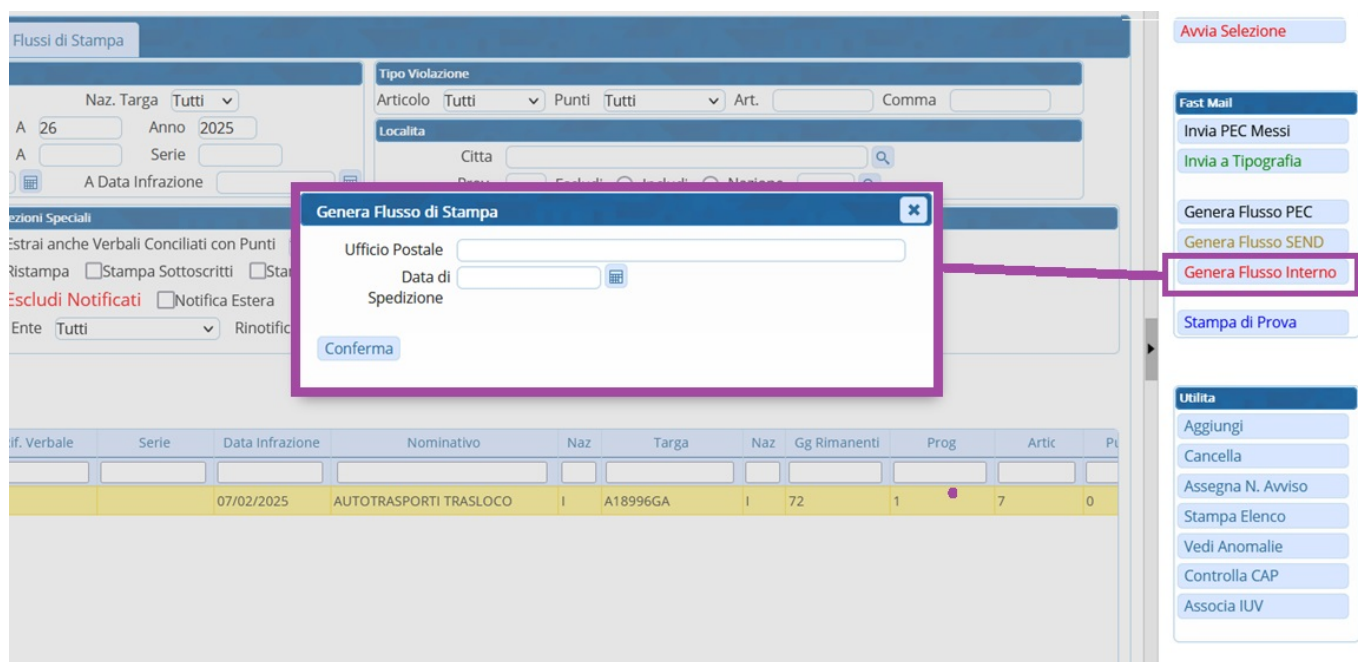 Flussi di Stampa
Naz. Targa Tutti
A 26 Anno 2025
A Serie
A Data Infrazione
ezioni Speciali
Estrai anche Verbali Conciliati con Punti
Ristampa Stampa Sottoscritti
Escludi Notificati Notifica Estera
Ente Tutti
Tipo Violazione
Articolo Tutti Punti Tutti Art. Comma
Localita
Citta
Genera Flusso di Stampa
Ufficio Postale
Data di
Spedizione
Conferma
if. Verbale Serie Data Infrazione Nominativo Naz Targa Naz Gg Rimanenti Prog Artic
07/02/2025 AUTOTRASPORTI TRASLOCO I A18996GA I 72 1 7 0
Avvia Selezione
Fast Mail
Invia PEC Messi
Invia a Tipografia
Genera Flusso PEC
Genera Flusso SEND
Genera Flusso Interno
Stampa di Prova
Utilita
Aggiungi
Cancella
Assegna N. Avviso
Stampa Elenco
Vedi Anomalie
Controlla CAP
Associa IUV